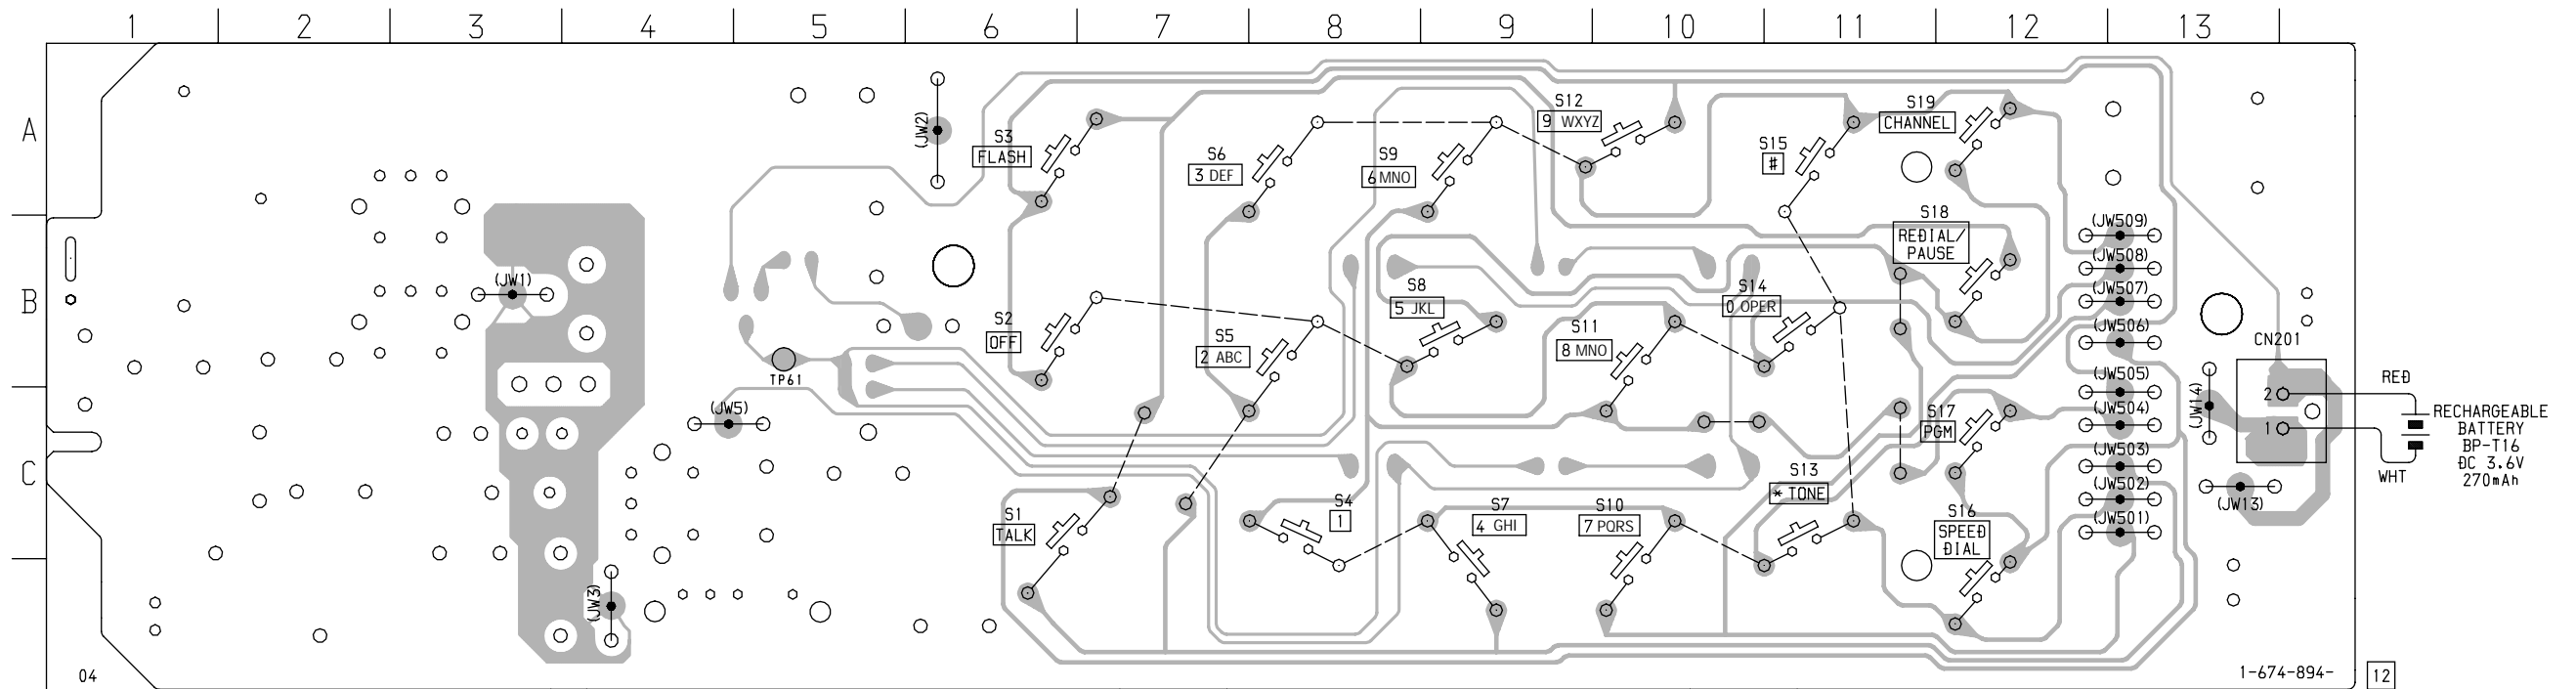 1 2 3 4 5 6 7 8 9 10 11 12 13
A
B
C
(JW2)
S3
FLASH
S6
3 DEF
S9
6 MNO
S12
9 WXYZ
S15
#
S19
CHANNEL
S18
REDIAL/
PAUSE
(JW1)
S2
OFF
S5
2 ABC
S8
5 JKL
S11
8 MNO
S14
0 OPER
TP61
(JW5)
(JW3)
S1
TALK
S4
1
S7
4 GHI
S10
7 PQRS
S13
* TONE
S17
PGM
S16
SPEED
DIAL
(JW509)
(JW508)
(JW507)
(JW506)
(JW505)
(JW504)
(JW503)
(JW502)
(JW501)
(JW14)
(JW13)
CN201
2
1
RED
WHT
RECHARGEABLE
BATTERY
BP-T16
DC 3.6V
270mAh
04
1-674-894-
12